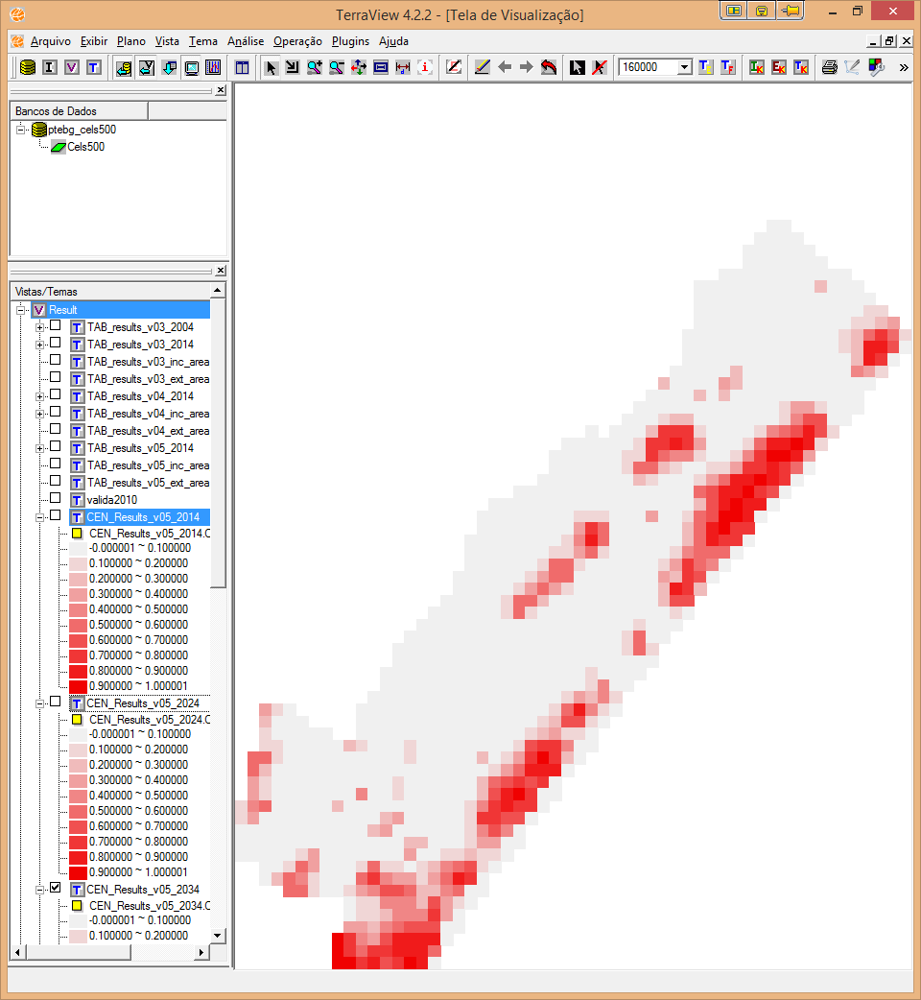 TerraView 4.2.2 - [Tela de Visualização]
Arquivo Exibir Plano Vista Tema Análise Operação Plugins Ajuda
160000
Bancos de Dados
ptebg_cels500
Cels500
Vistas/Temas
Result
TAB_results_v03_2004
TAB_results_v03_2014
TAB_results_v03_inc_area
TAB_results_v03_ext_area
TAB_results_v04_2014
TAB_results_v04_inc_area
TAB_results_v04_ext_area
TAB_results_v05_2014
TAB_results_v05_inc_area
TAB_results_v05_ext_area
valida2010
CEN_Results_v05_2014
CEN_Results_v05_2014.C
-0.000001 ~ 0.100000
0.100000 ~ 0.200000
0.200000 ~ 0.300000
0.300000 ~ 0.400000
0.400000 ~ 0.500000
0.500000 ~ 0.600000
0.600000 ~ 0.700000
0.700000 ~ 0.800000
0.800000 ~ 0.900000
0.900000 ~ 1.000001
CEN_Results_v05_2024
CEN_Results_v05_2024.C
-0.000001 ~ 0.100000
0.100000 ~ 0.200000
0.200000 ~ 0.300000
0.300000 ~ 0.400000
0.400000 ~ 0.500000
0.500000 ~ 0.600000
0.600000 ~ 0.700000
0.700000 ~ 0.800000
0.800000 ~ 0.900000
0.900000 ~ 1.000001
CEN_Results_v05_2034
CEN_Results_v05_2034.C
-0.000001 ~ 0.100000
0.100000 ~ 0.200000